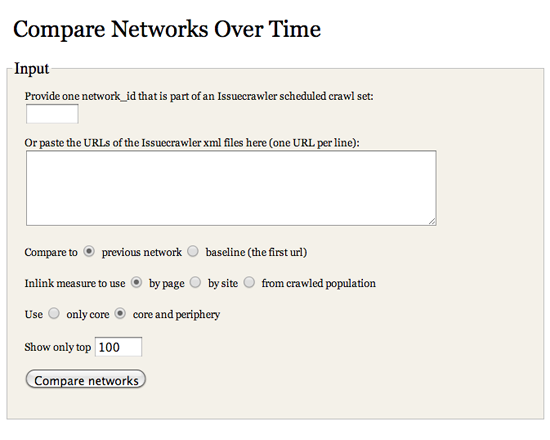 Compare Networks Over Time
Input
Provide one network_id that is part of an Issuecrawler scheduled crawl set:
Or paste the URLs of the Issuecrawler xml files here (one URL per line):
Compare to previous network baseline (the first url)
Inlink measure to use by page by site from crawled population
Use only core core and periphery
Show only top 100
Compare networks